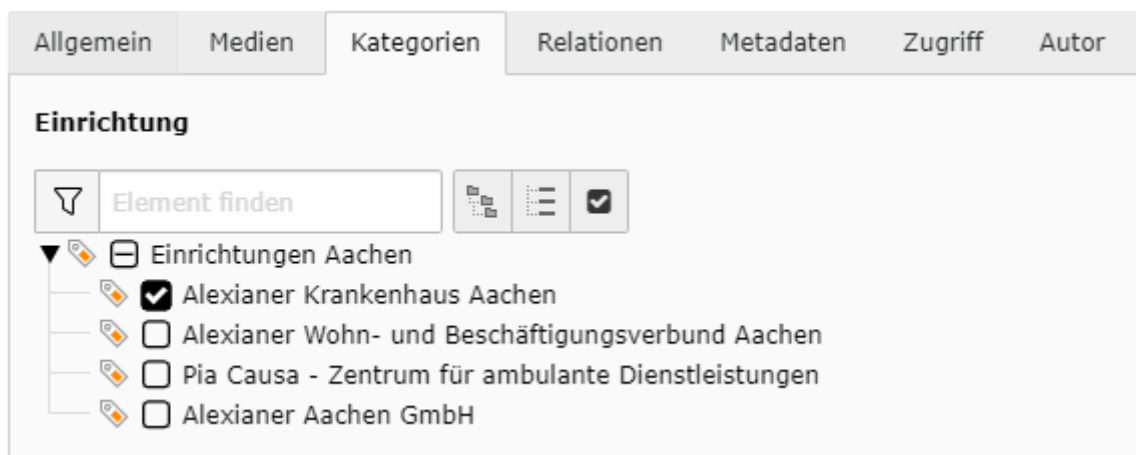 Allgemein Medien Kategorien Relationen Metadaten Zugriff Autor
Einrichtung
Element finden
Einrichtungen Aachen
Alexianer Krankenhaus Aachen
Alexianer Wohn- und Beschäftigungsverbund Aachen
Pia Causa - Zentrum für ambulante Dienstleistungen
Alexianer Aachen GmbH